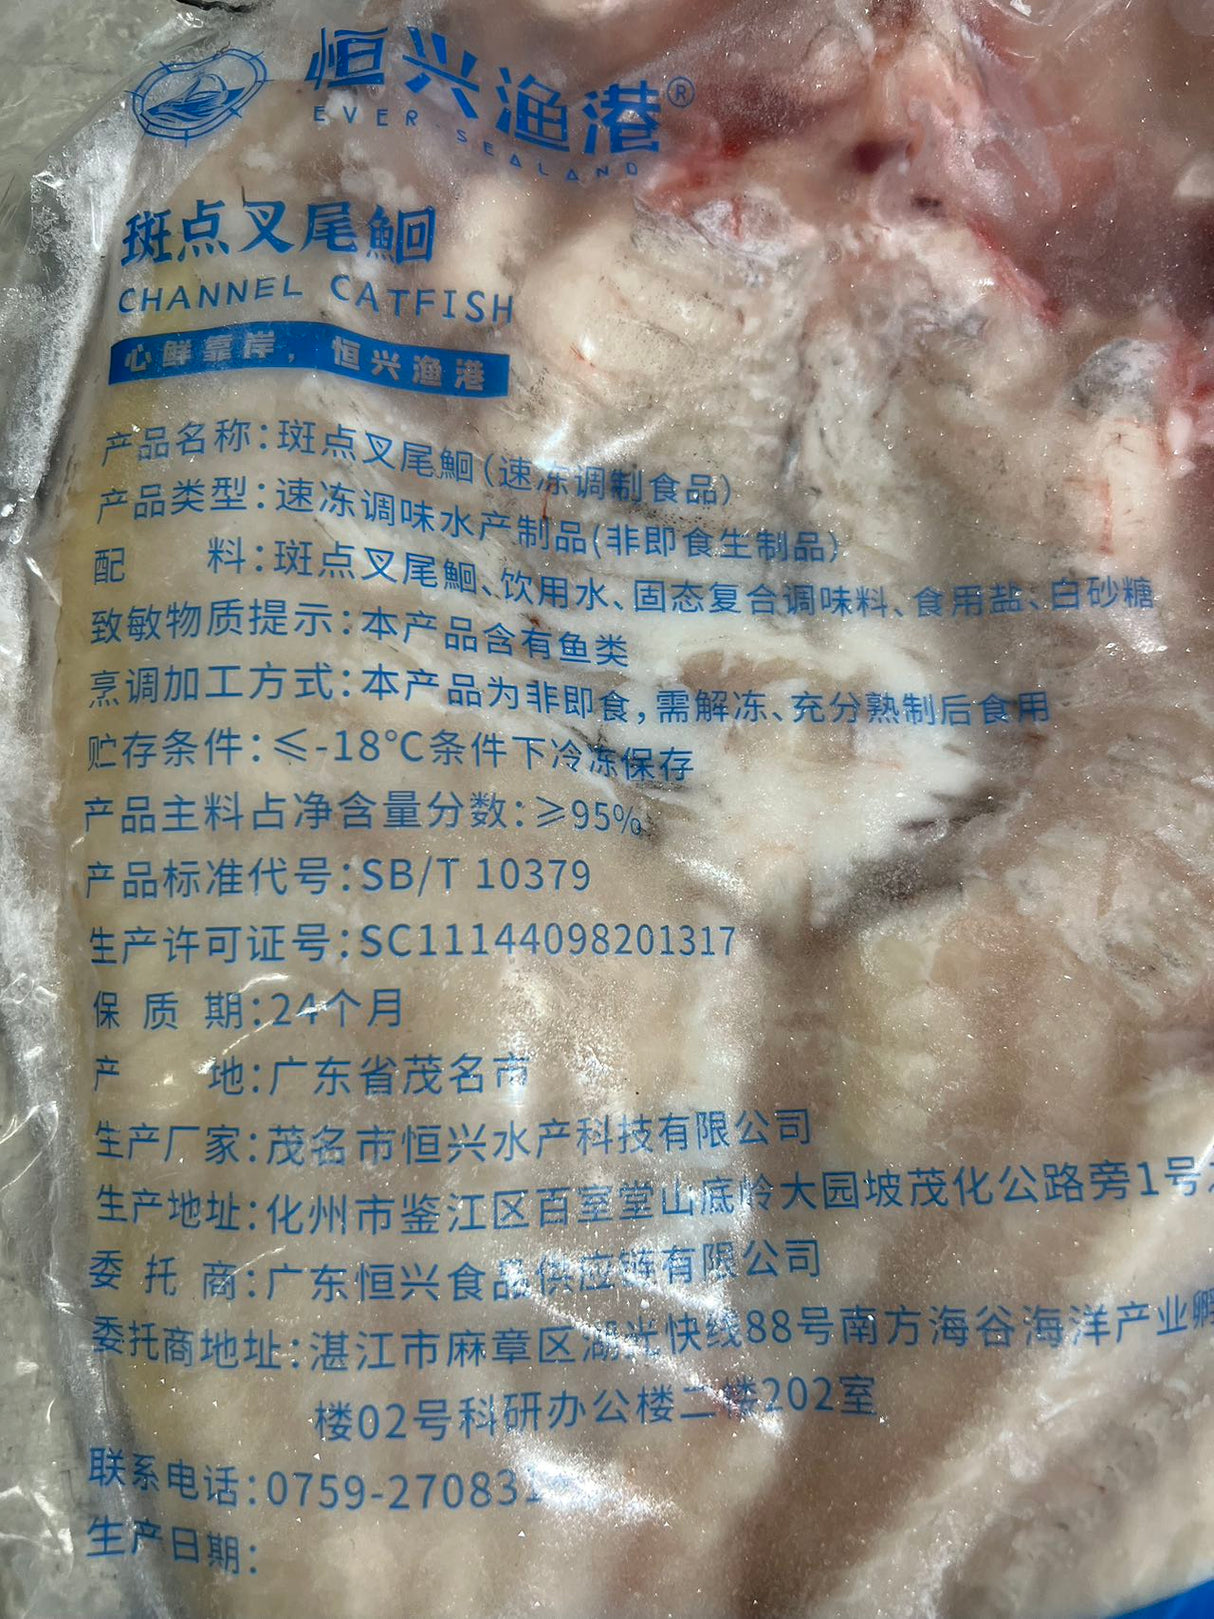 恒兴渔港®
EVER SEALAND
斑点叉尾鮰
CHANNEL CATFISH
心鲜靠岸，恒兴渔港
产品名称：斑点叉尾鮰（速冻调制食品）
产品类型：速冻调味水产制品(非即食生制品)
配 料：斑点叉尾鮰、饮用水、固态复合调味料、食用盐、白砂糖
致敏物质提示：本产品含有鱼类
烹调加工方式：本产品为非即食，需解冻、充分熟制后食用
贮存条件：≤-18℃条件下冷冻保存
产品主料占净含量分数：≥95%
产品标准代号：SB/T 10379
生产许可证号：SC11144098201317
保 质 期：24个月
产 地：广东省茂名市
生产厂家：茂名市恒兴水产科技有限公司
生产地址：化州市鉴江区百至堂山底岭大园坡茂化公路旁1号
委 托 商：广东恒兴食品供应链有限公司
委托商地址：湛江市麻章区湖光快线88号南方海谷海洋产业孵
楼02号科研办公楼二楼202室
联系电话：0759-270831
生产日期：